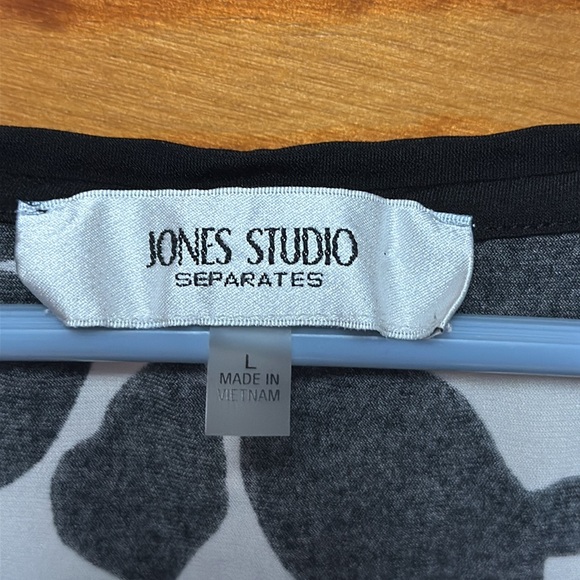 JONES STUDIO
SEPARATES
L
MADE IN
VIETNAM